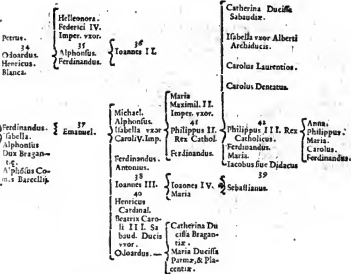 Petrus.
34
Odoardus.
Henricus.
Blanca.
Helleonora.
Federici IV.
Imper. vxor.
35
Alphonsus.
Ferdinandus.
36
Ioannes II.
Catherina Ducissa
Sabaudiæ.
Isabella vxor Alberti
Archiducis.
Carolus Laurentios.
Carolus
Ferdinandus.
Isabella.
Alphonsus
Dux Bragan-
tiæ.
Alphōsus Co-
mes Barcellij.
37
Emanuel.
Michael.
Alphonsus.
Isabella vxor
Caroli V. Imp.
Ferdinandus.
Antonius.
38
Ioannes III.
40
Henricus
Cardinal.
Beatrix Caro-
li III. Sa
baud. Ducis
vxor.
Odoardus.
Maria
Maximil. II.
Imper. vxor.
41
Philippus II.
Rex Cathol.
Ferdinandus.
Ioannes IV.
Maria
Catherina Du
cissa Bragan-
tiæ.
Maria Ducissa
Parmæ, & Pla-
centiæ.
42
Philippus III. Rex
Catholicus.
Ferdinandus.
Maria.
Iacobus siue Didacus
39
Sebastianus.
Anna.
Philippus.
Maria.
Carolus.
Ferdinandus.